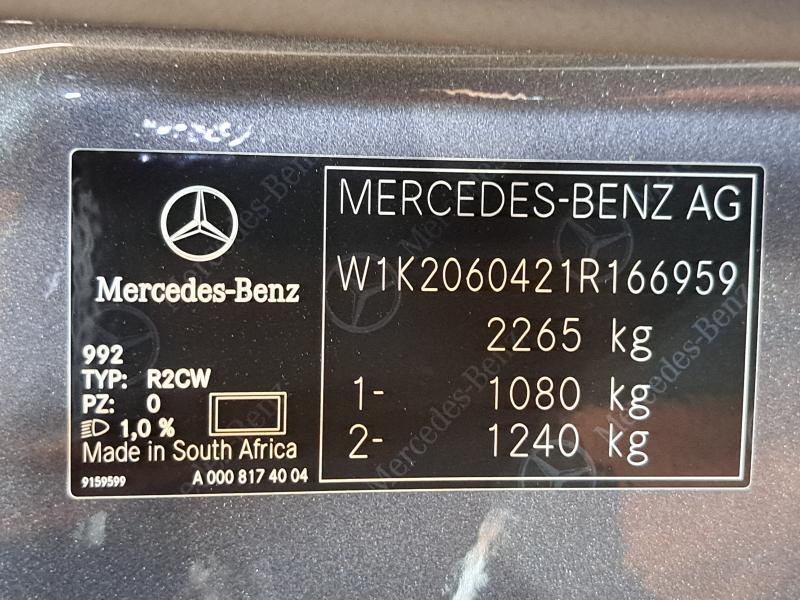 Mercedes-Benz
992
TYP: R2CW
PZ: 0
1,0 %
Made in South Africa
9159599 A 000 817 40 04
MERCEDES-BENZ AG
W1K2060421R166959
2265 kg
1- 1080 kg
2- 1240 kg